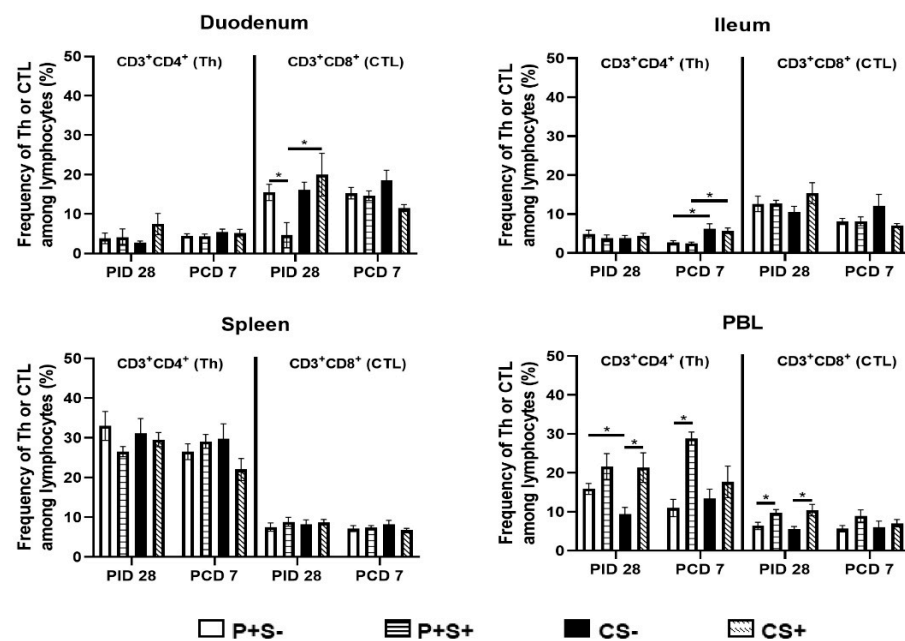 Duodenum
Frequency of Th or CTL
among lymphocytes (%)
CD3⁺CD4⁺ (Th)
CD3⁺CD8⁺ (CTL)
50
40
30
20
10
0
*
*
PID 28
PCD 7
PID 28
PCD 7
Ileum
Frequency of Th or CTL
among lymphocytes (%)
CD3⁺CD4⁺ (Th)
CD3⁺CD8⁺ (CTL)
50
40
30
20
10
0
*
*
PID 28
PCD 7
PID 28
PCD 7
Spleen
Frequency of Th or CTL
among lymphocytes (%)
CD3⁺CD4⁺ (Th)
CD3⁺CD8⁺ (CTL)
50
40
30
20
10
0
PID 28
PCD 7
PID 28
PCD 7
PBL
Frequency of Th or CTL
among lymphocytes (%)
CD3⁺CD4⁺ (Th)
CD3⁺CD8⁺ (CTL)
50
40
30
20
10
0
*
*
*
*
*
PID 28
PCD 7
PID 28
PCD 7
P+S-
P+S+
CS-
CS+